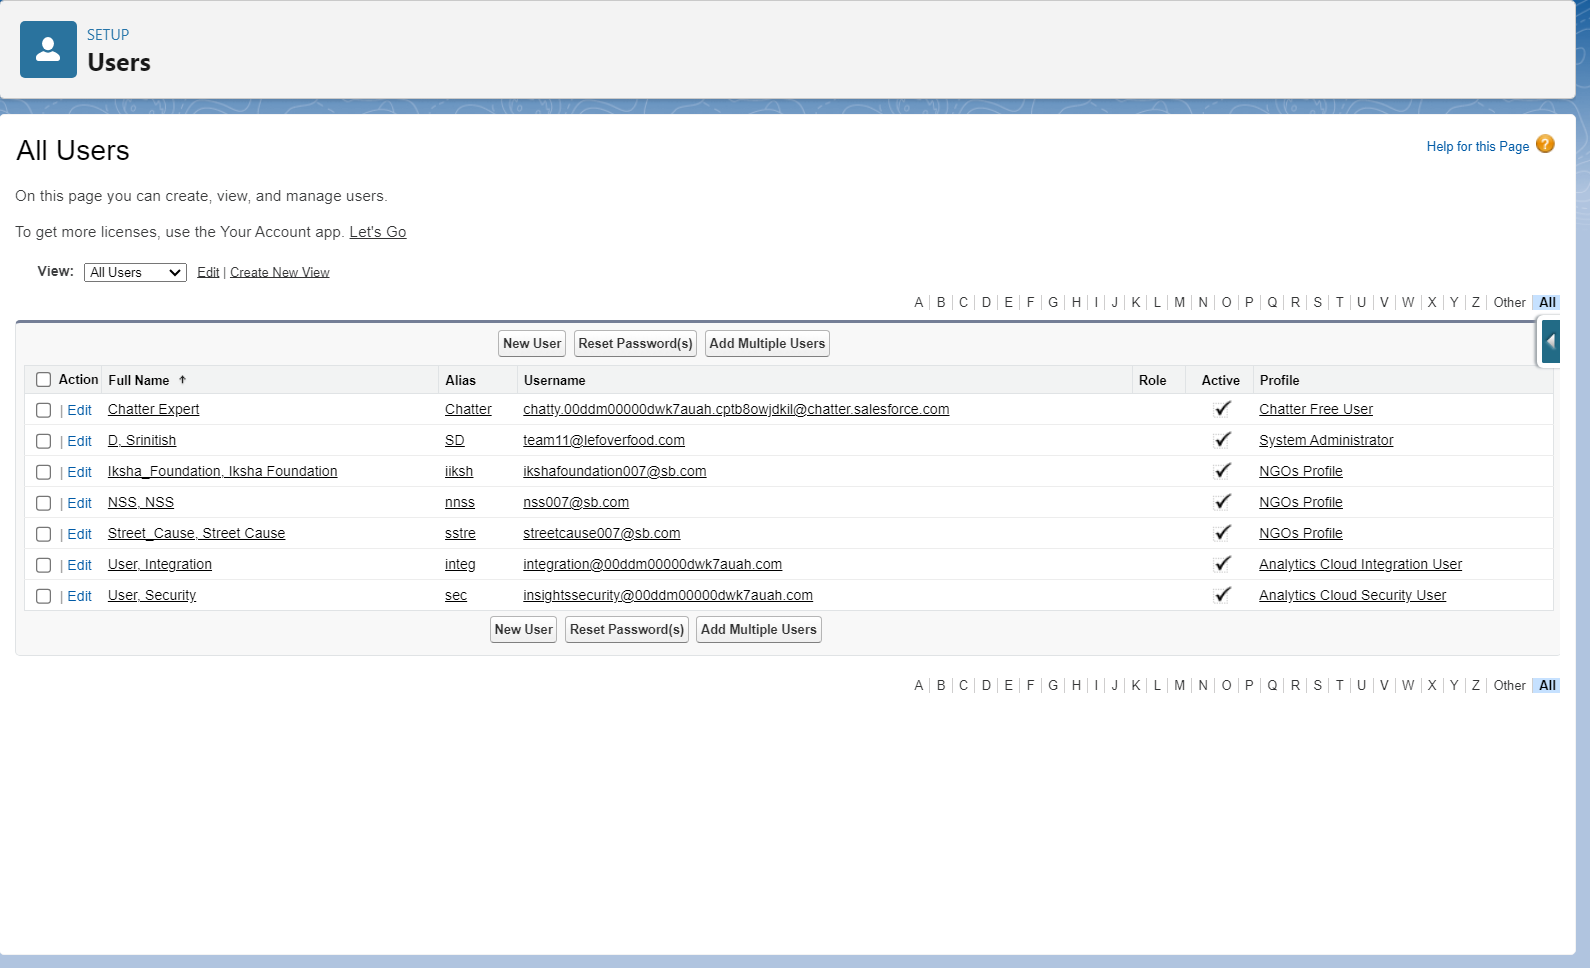 SETUP
Users
All Users
Help for this Page ?
On this page you can create, view, and manage users.
To get more licenses, use the Your Account app. Let's Go
View: All Users Edit | Create New View
A | B | C | D | E | F | G | H | I | J | K | L | M | N | O | P | Q | R | S | T | U | V | W | X | Y | Z | Other | All
New User Reset Password(s) Add Multiple Users
Action Full Name ↑ Alias Username Role Active Profile
| Edit Chatter Expert Chatter chatty.00ddm00000dwk7auah.cptb8owjdkil@chatter.salesforce.com Chatter Free User
| Edit D, Srinitish SD team11@lefoverfood.com System Administrator
| Edit Iksha_Foundation, Iksha Foundation iiksh ikshafoundation007@sb.com NGOs Profile
| Edit NSS, NSS nnss nss007@sb.com NGOs Profile
| Edit Street_Cause, Street Cause sstre streetcause007@sb.com NGOs Profile
| Edit User, Integration integ integration@00ddm00000dwk7auah.com Analytics Cloud Integration User
| Edit User, Security sec insightssecurity@00ddm00000dwk7auah.com Analytics Cloud Security User
New User Reset Password(s) Add Multiple Users
A | B | C | D | E | F | G | H | I | J | K | L | M | N | O | P | Q | R | S | T | U | V | W | X | Y | Z | Other | All